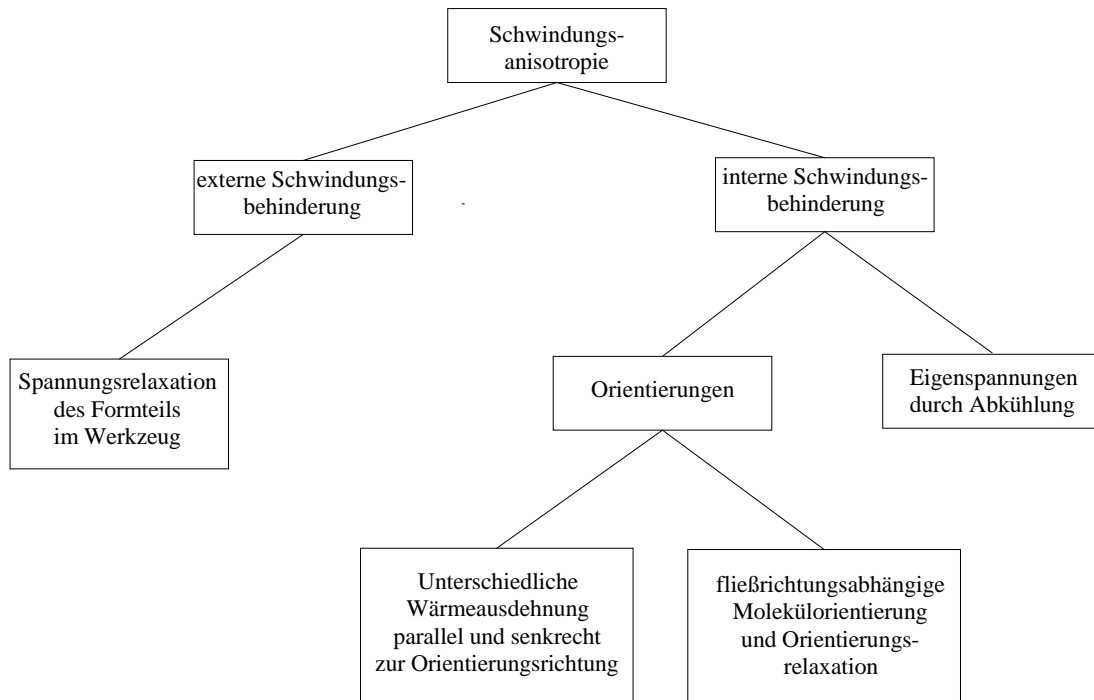 Schwindungs-
anisotropie
externe Schwindungs-
behinderung
interne Schwindungs-
behinderung
Spannungsrelaxation
des Formteils
im Werkzeug
Orientierungen
Eigenspannungen
durch Abkühlung
Unterschiedliche
Wärmeausdehnung
parallel und senkrecht
zur Orientierungsrichtung
fließrichtungsabhängige
Molekülorientierung
und Orientierungs-
relaxation